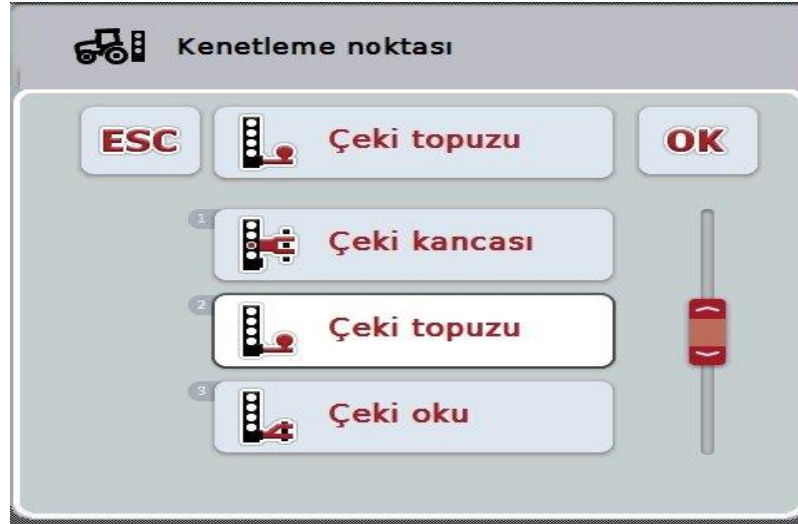 Kenetleme noktası
ESC
Çeki topuzu
OK
1
Çeki kancası
2
Çeki topuzu
3
Çeki oku